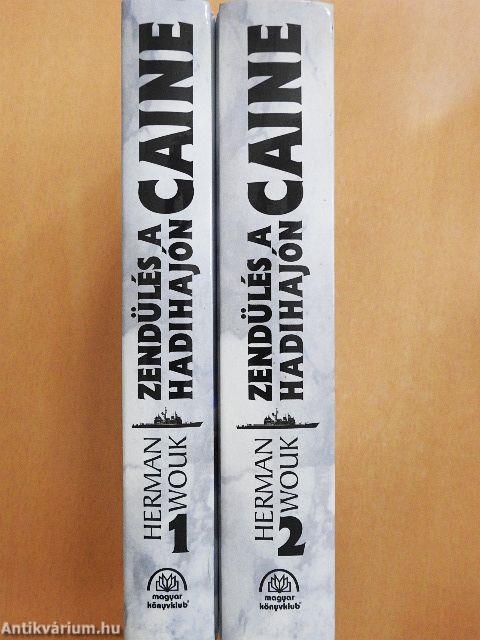 HERMAN
WOUK
1
ZENDÜLÉS A
HADIHAJÓN
CAINE
magyar
könyvklub
HERMAN
WOUK
2
ZENDÜLÉS A
HADIHAJÓN
CAINE
magyar
könyvklub
Antikvárium.hu